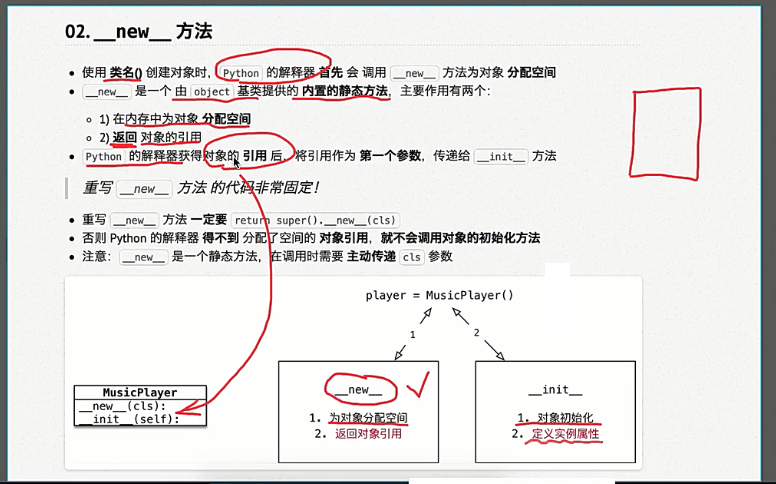 02. __new__ 方法
使用 类名() 创建对象时，Python 的解释器 首先 会 调用 __new__ 方法为对象 分配空间
__new__ 是一个 由 object 基类提供的 内置的静态方法，主要作用有两个：
1) 在内存中为对象 分配空间
2) 返回 对象的引用
Python 的解释器获得对象的 引用 后，将引用作为 第一个参数，传递给 __init__ 方法
重写 __new__ 方法 的代码非常固定！
重写 __new__ 方法 一定要 return super().__new__(cls)
否则 Python 的解释器 得不到 分配了空间的 对象引用，就不会调用对象的初始化方法
注意：__new__ 是一个静态方法，在调用时需要 主动传递 cls 参数
player = MusicPlayer()
1
2
MusicPlayer
__new__(cls):
__init__(self):
__new__
1. 为对象分配空间
2. 返回对象引用
__init__
1. 对象初始化
2. 定义实例属性